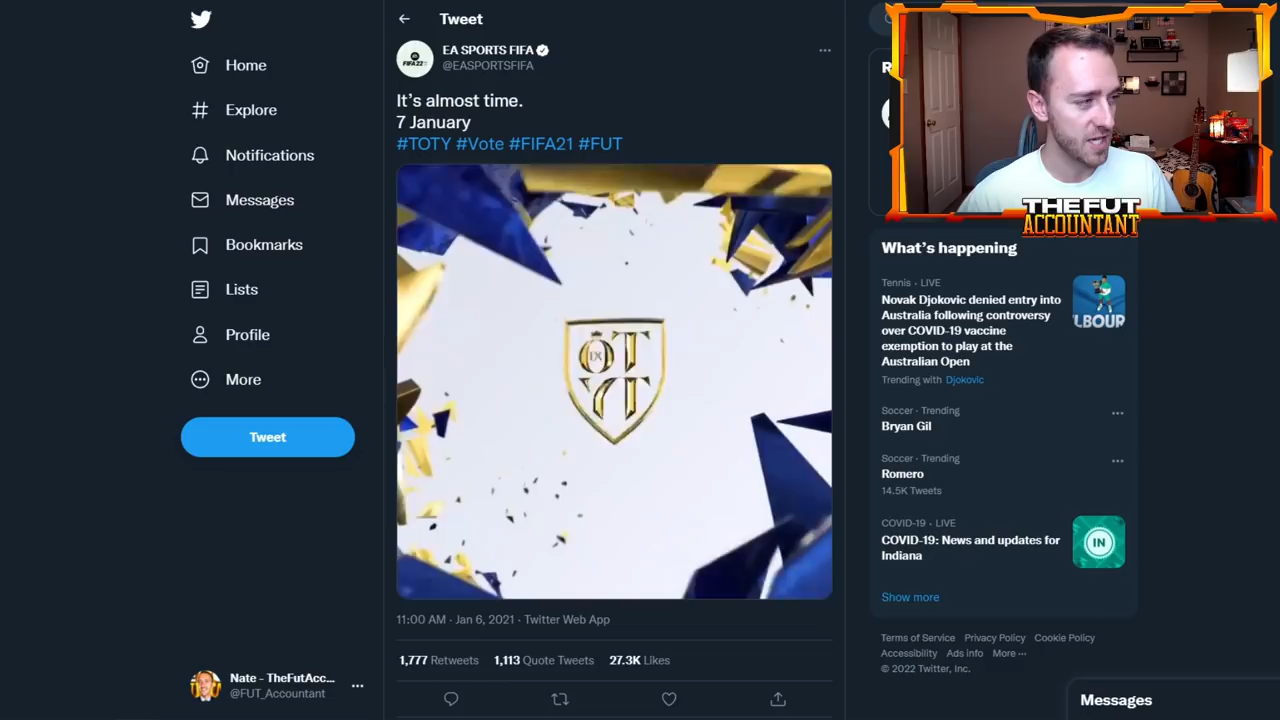 Home
Explore
Notifications
Messages
Bookmarks
Lists
Profile
More
Tweet
Nate - TheFutAcc...
@FUT_Accountant
Tweet
EA SPORTS FIFA
@EASPORTSFIFA
FIFA 22
It's almost time.
7 January
#TOTY #Vote #FIFA21 #FUT
11:00 AM · Jan 6, 2021 · Twitter Web App
1,777 Retweets 1,113 Quote Tweets 27.3K Likes
R
THE FUT
ACCOUNTANT
What's happening
Tennis · LIVE
Novak Djokovic denied entry into
Australia following controversy
over COVID-19 vaccine
exemption to play at the
Australian Open
Trending with Djokovic
LBOUR
Soccer · Trending
Bryan Gil
Soccer · Trending
Romero
14.5K Tweets
COVID-19 · LIVE
COVID-19: News and updates for
Indiana
IN
Show more
Terms of Service Privacy Policy Cookie Policy
Accessibility Ads info More ···
© 2022 Twitter, Inc.
Messages